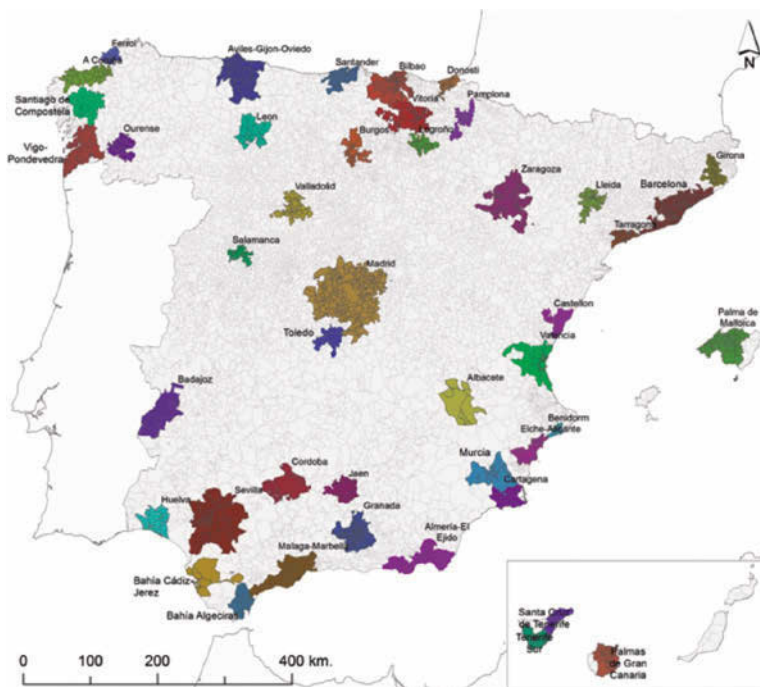 Ferrol
Aviles-Gijon-Oviedo
Santander
Bilbao
Donosti
A Coruña
Vitoria
Pamplona
Santiago de
Compostela
Ourense
Leon
Burgos
Logroño
Vigo-
Pondevedra
Girona
Zaragoza
Lleida
Barcelona
Valladolid
Tarragona
Salamanca
Madrid
Castellon
Palma de
Mallorca
Toledo
Valencia
Badajoz
Albacete
Benidorm
Elche-Alicante
Murcia
Cordoba
Jaen
Cartagena
Huelva
Sevilla
Granada
Almería-El
Ejido
Malaga-Marbella
Bahía Cádiz
Jerez
Bahía Algeciras
Santa Cruz
de Tenerife
Tenerife
Sur
Palmas
de Gran
Canaria
N
0 100 200 400 km.